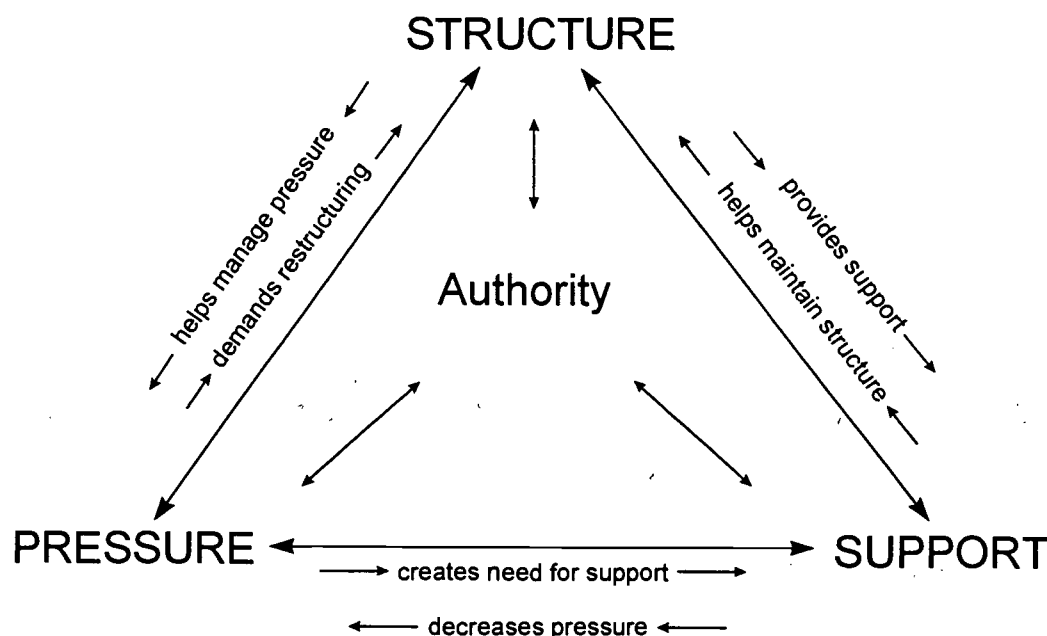 STRUCTURE
helps manage pressure
demands restructuring
provides support
helps maintain structure
Authority
PRESSURE
SUPPORT
creates need for support
decreases pressure